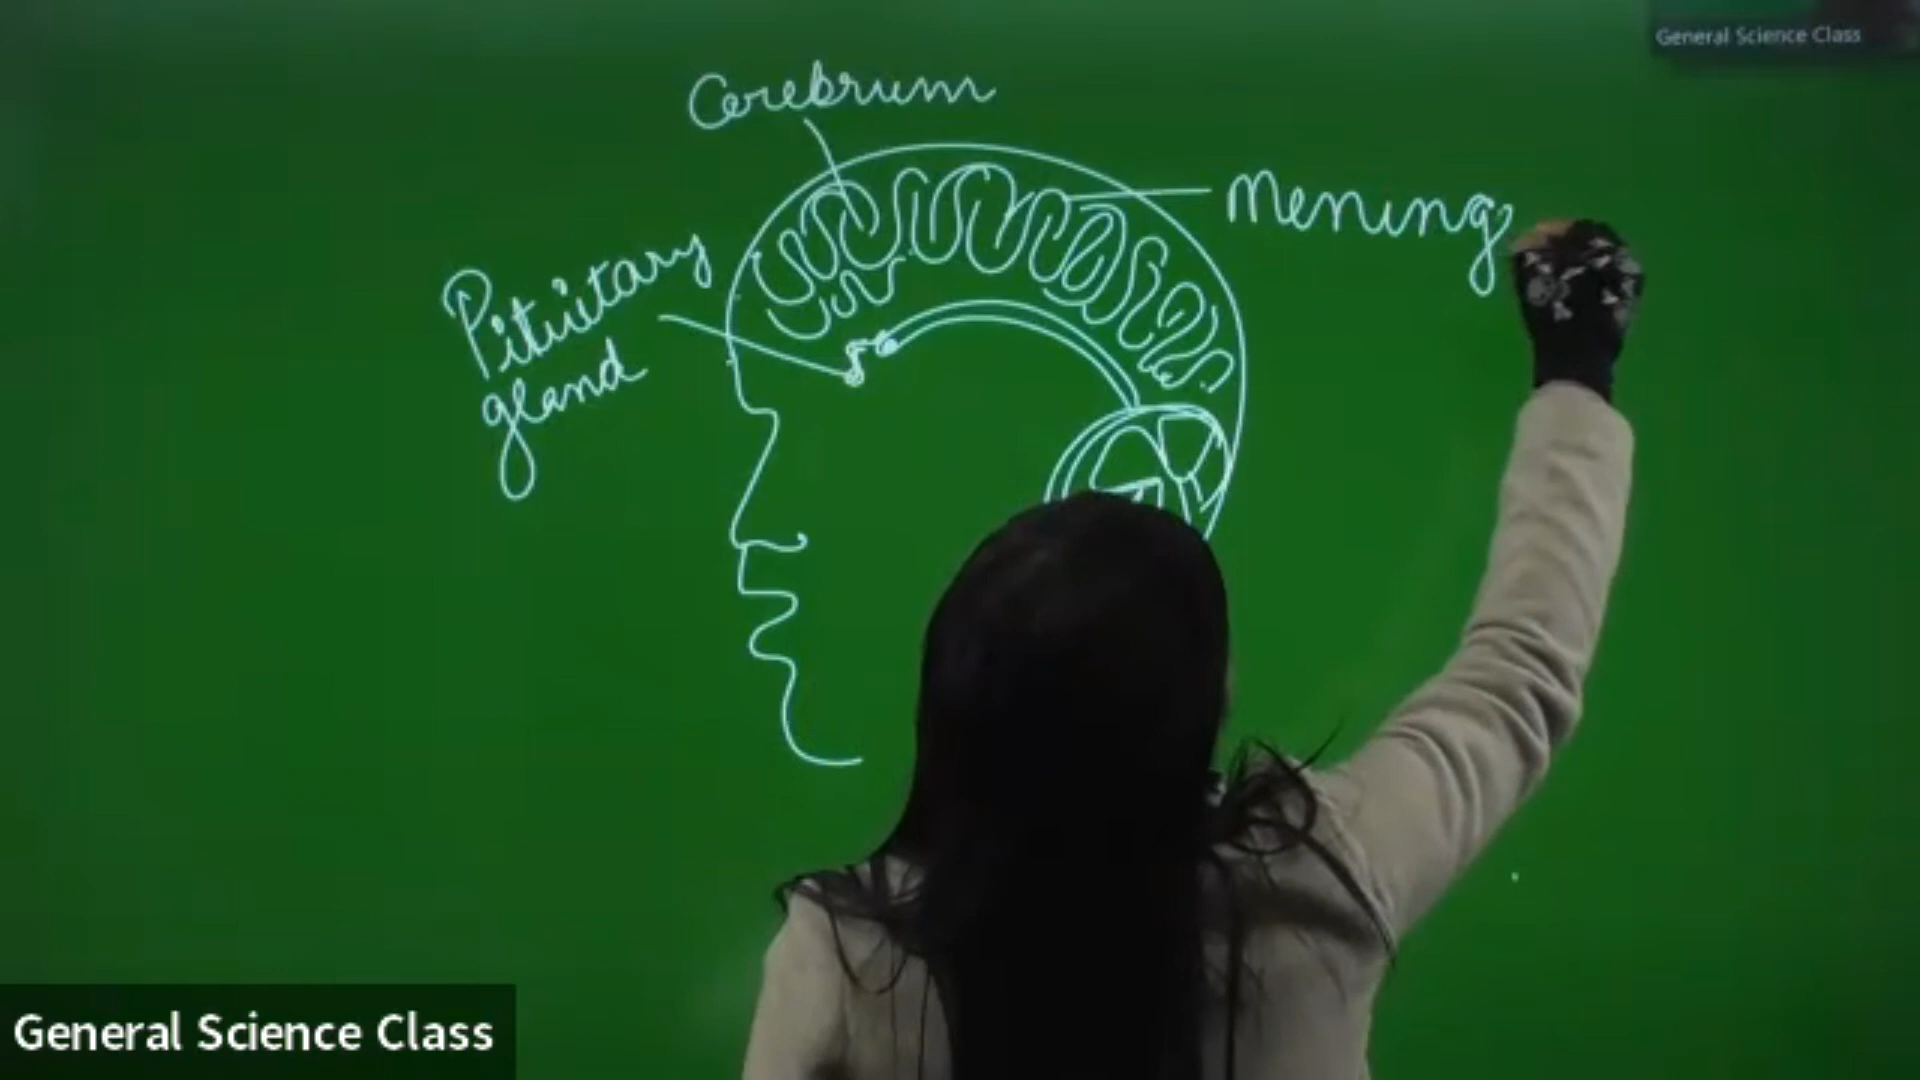 General Science Class
Cerebrum
Mening
Pituitary
gland
General Science Class